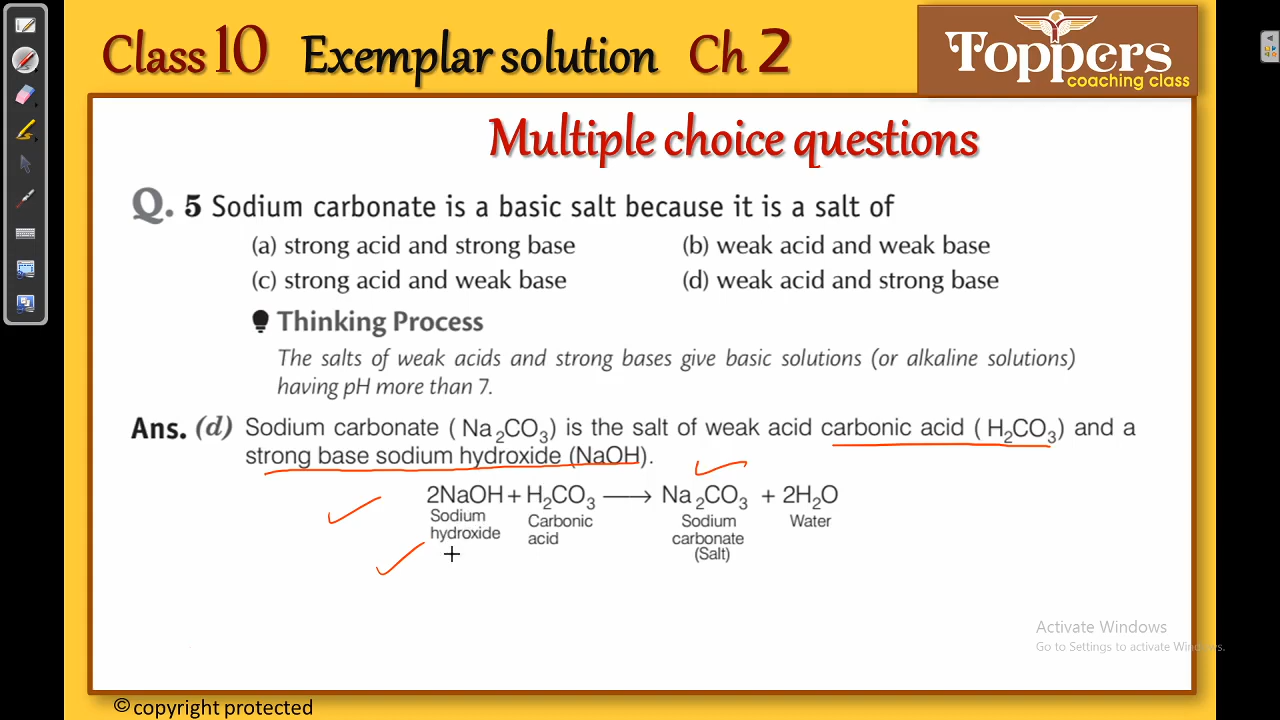 Class 10 Exemplar solution Ch 2
Toppers
coaching class
Multiple choice questions
Q. 5 Sodium carbonate is a basic salt because it is a salt of
(a) strong acid and strong base (b) weak acid and weak base
(c) strong acid and weak base (d) weak acid and strong base
Thinking Process
The salts of weak acids and strong bases give basic solutions (or alkaline solutions)
having pH more than 7.
Ans. (d) Sodium carbonate ( Na₂CO₃) is the salt of weak acid carbonic acid ( H₂CO₃) and a
strong base sodium hydroxide (NaOH).
2NaOH + H₂CO₃ ⟶ Na₂CO₃ + 2H₂O
Sodium Carbonic Sodium Water
hydroxide acid carbonate
(Salt)
Activate Windows
Go to Settings to activate Windows.
© copyright protected